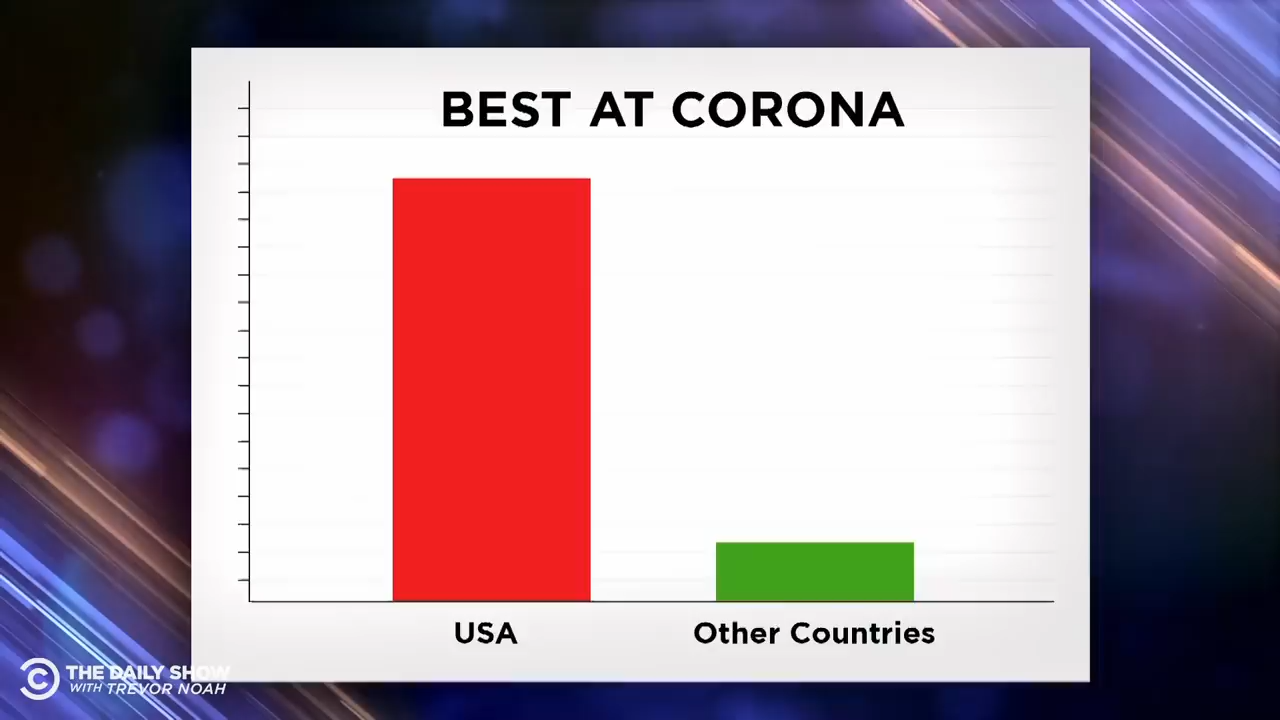 BEST AT CORONA
USA
Other Countries
THE DAILY SHOW
WITH TREVOR NOAH